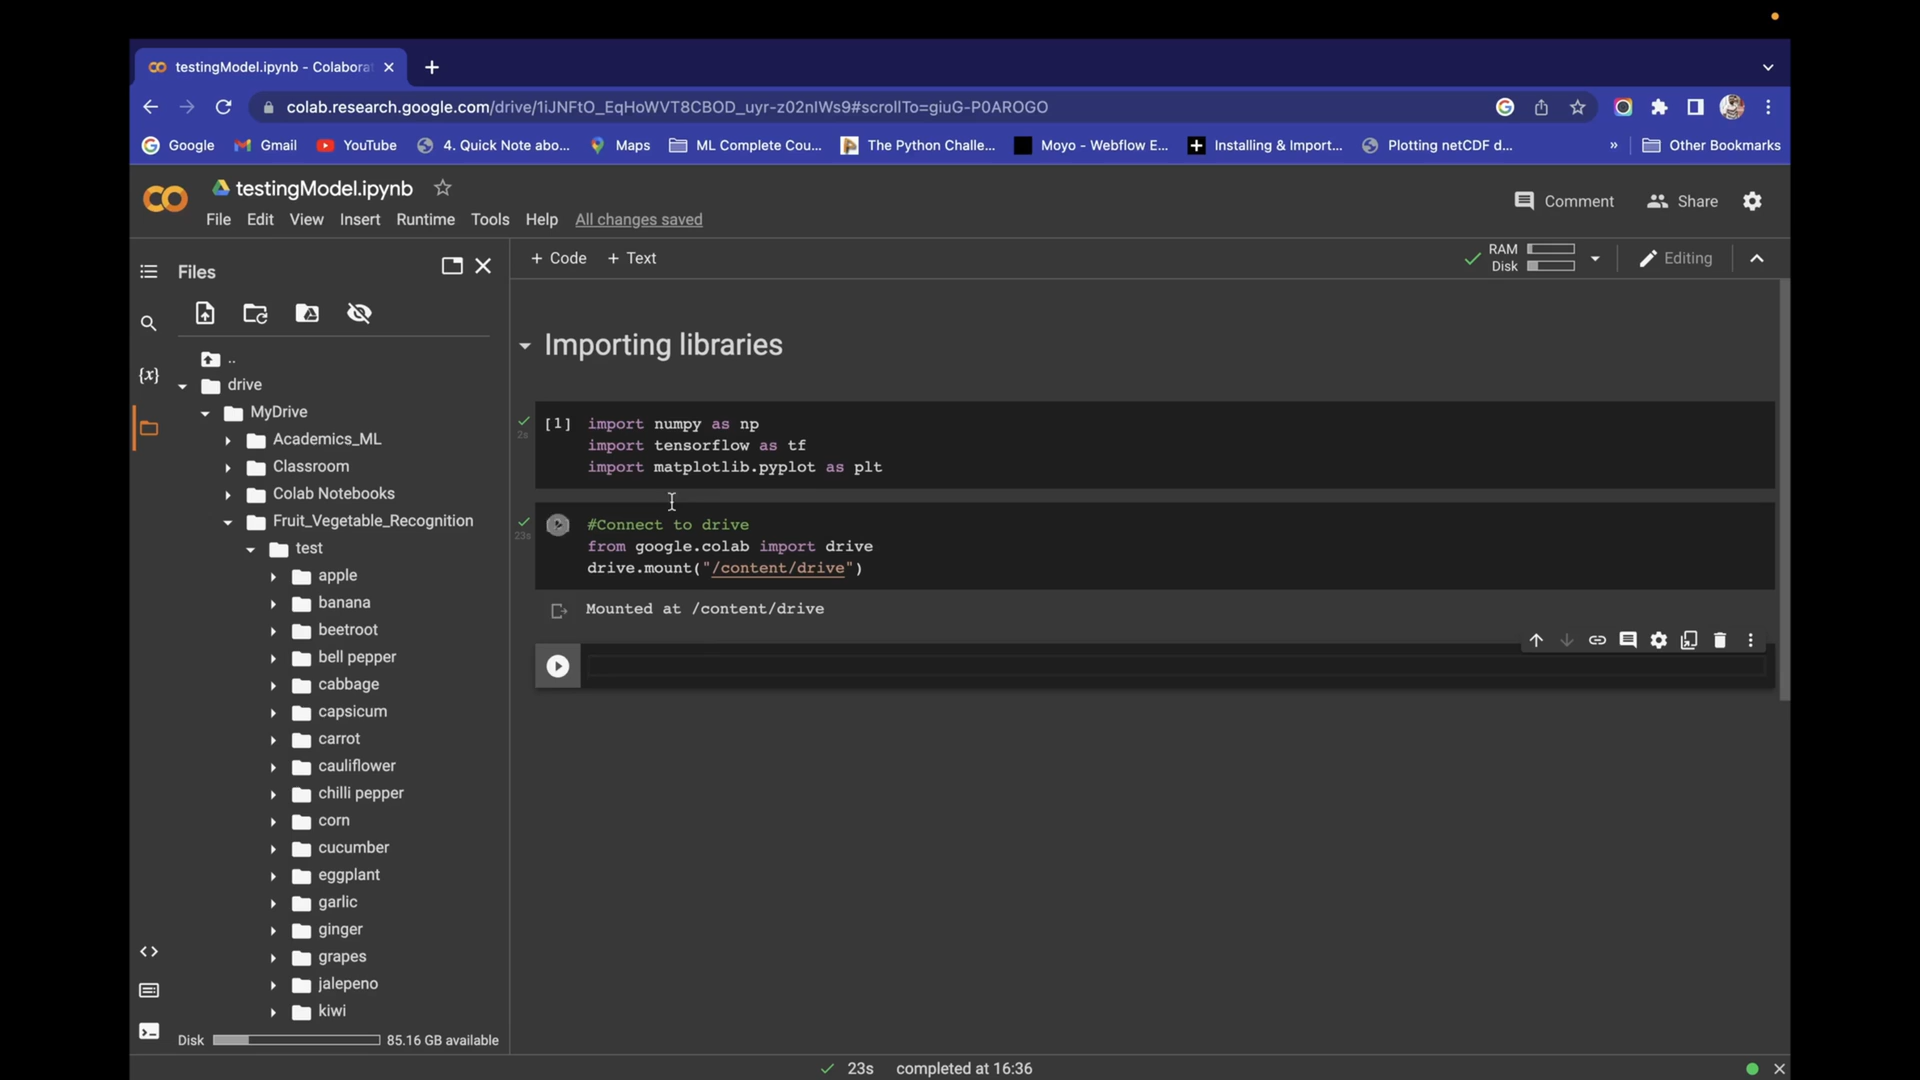 testingModel.ipynb - Colabora
colab.research.google.com/drive/1iJNFtO_EqHoWVT8CBOD_uyr-z02nIWs9#scrollTo=giuG-P0AROGO
Google Gmail YouTube 4. Quick Note abo... Maps ML Complete Cou... The Python Challe... Moyo - Webflow E... Installing & Import... Plotting netCDF d... » Other Bookmarks
testingModel.ipynb
Comment Share
File Edit View Insert Runtime Tools Help All changes saved
Files
+ Code + Text
RAM
Disk
Editing
{x}
..
drive
MyDrive
Academics_ML
Classroom
Colab Notebooks
Fruit_Vegetable_Recognition
test
apple
banana
beetroot
bell pepper
cabbage
capsicum
carrot
cauliflower
chilli pepper
corn
cucumber
eggplant
garlic
ginger
grapes
jalepeno
kiwi
Disk 85.16 GB available
Importing libraries
[1] import numpy as np
2s
import tensorflow as tf
import matplotlib.pyplot as plt
#Connect to drive
23s
from google.colab import drive
drive.mount("/content/drive")
Mounted at /content/drive
23s completed at 16:36